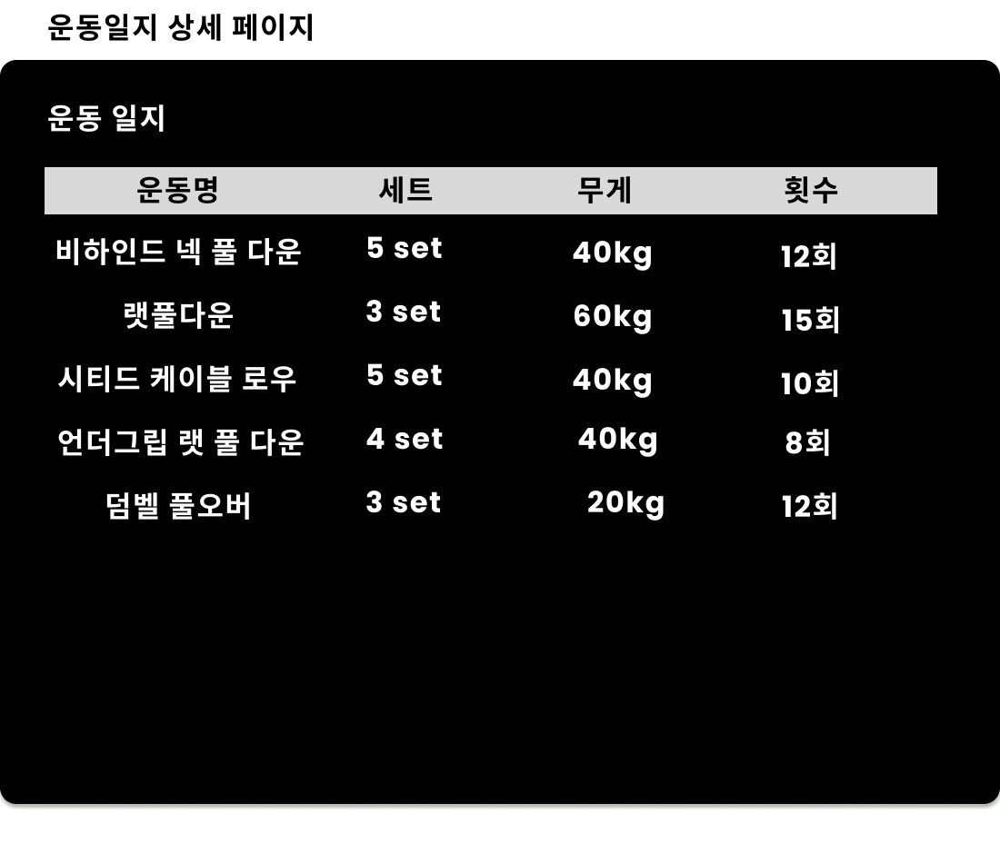 운동일지 상세 페이지
운동 일지
운동명 세트 무게 횟수
비하인드 넥 풀 다운 5 set 40kg 12회
랫풀다운 3 set 60kg 15회
시티드 케이블 로우 5 set 40kg 10회
언더그립 랫 풀 다운 4 set 40kg 8회
덤벨 풀오버 3 set 20kg 12회